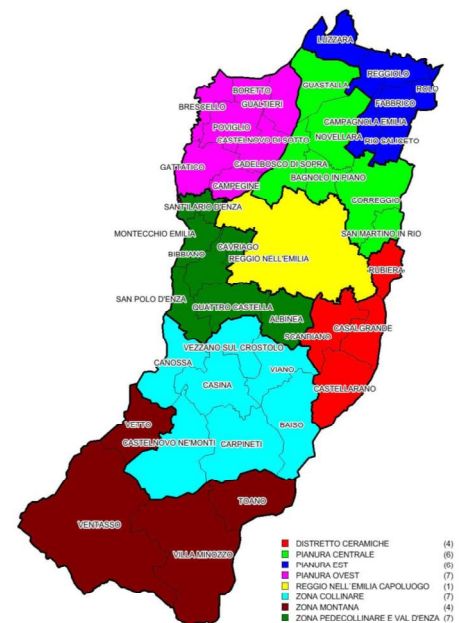 LUZZARA
REGGIOLO
ROLO
GUASTALLA
BORETTO
FABBRICO
BRESCELLO
GUALTIERI
CAMPAGNOLA EMILIA
POVIGLIO
NOVELLARA
RIO SALICETO
CASTELNOVO DI SOTTO
CADELBOSCO DI SOPRA
GATTATICO
BAGNOLO IN PIANO
CAMPEGINE
CORREGGIO
SANT'ILARIO D'ENZA
MONTECCHIO EMILIA
SAN MARTINO IN RIO
CAVRIAGO
BIBBIANO
REGGIO NELL'EMILIA
RUBIERA
SAN POLO D'ENZA
QUATTRO CASTELLA
ALBINEA
CASALGRANDE
SCANDIANO
VEZZANO SUL CROSTOLO
CANOSSA
VIANO
CASINA
CASTELLARANO
VETTO
BAISO
CASTELNOVO NE'MONTI
CARPINETI
TOANO
VENTASSO
VILLA MINOZZO
DISTRETTO CERAMICHE (4)
PIANURA CENTRALE (6)
PIANURA EST (6)
PIANURA OVEST (7)
REGGIO NELL'EMILIA CAPOLUOGO (1)
ZONA COLLINARE (7)
ZONA MONTANA (4)
ZONA PEDECOLLINARE E VAL D'ENZA (7)